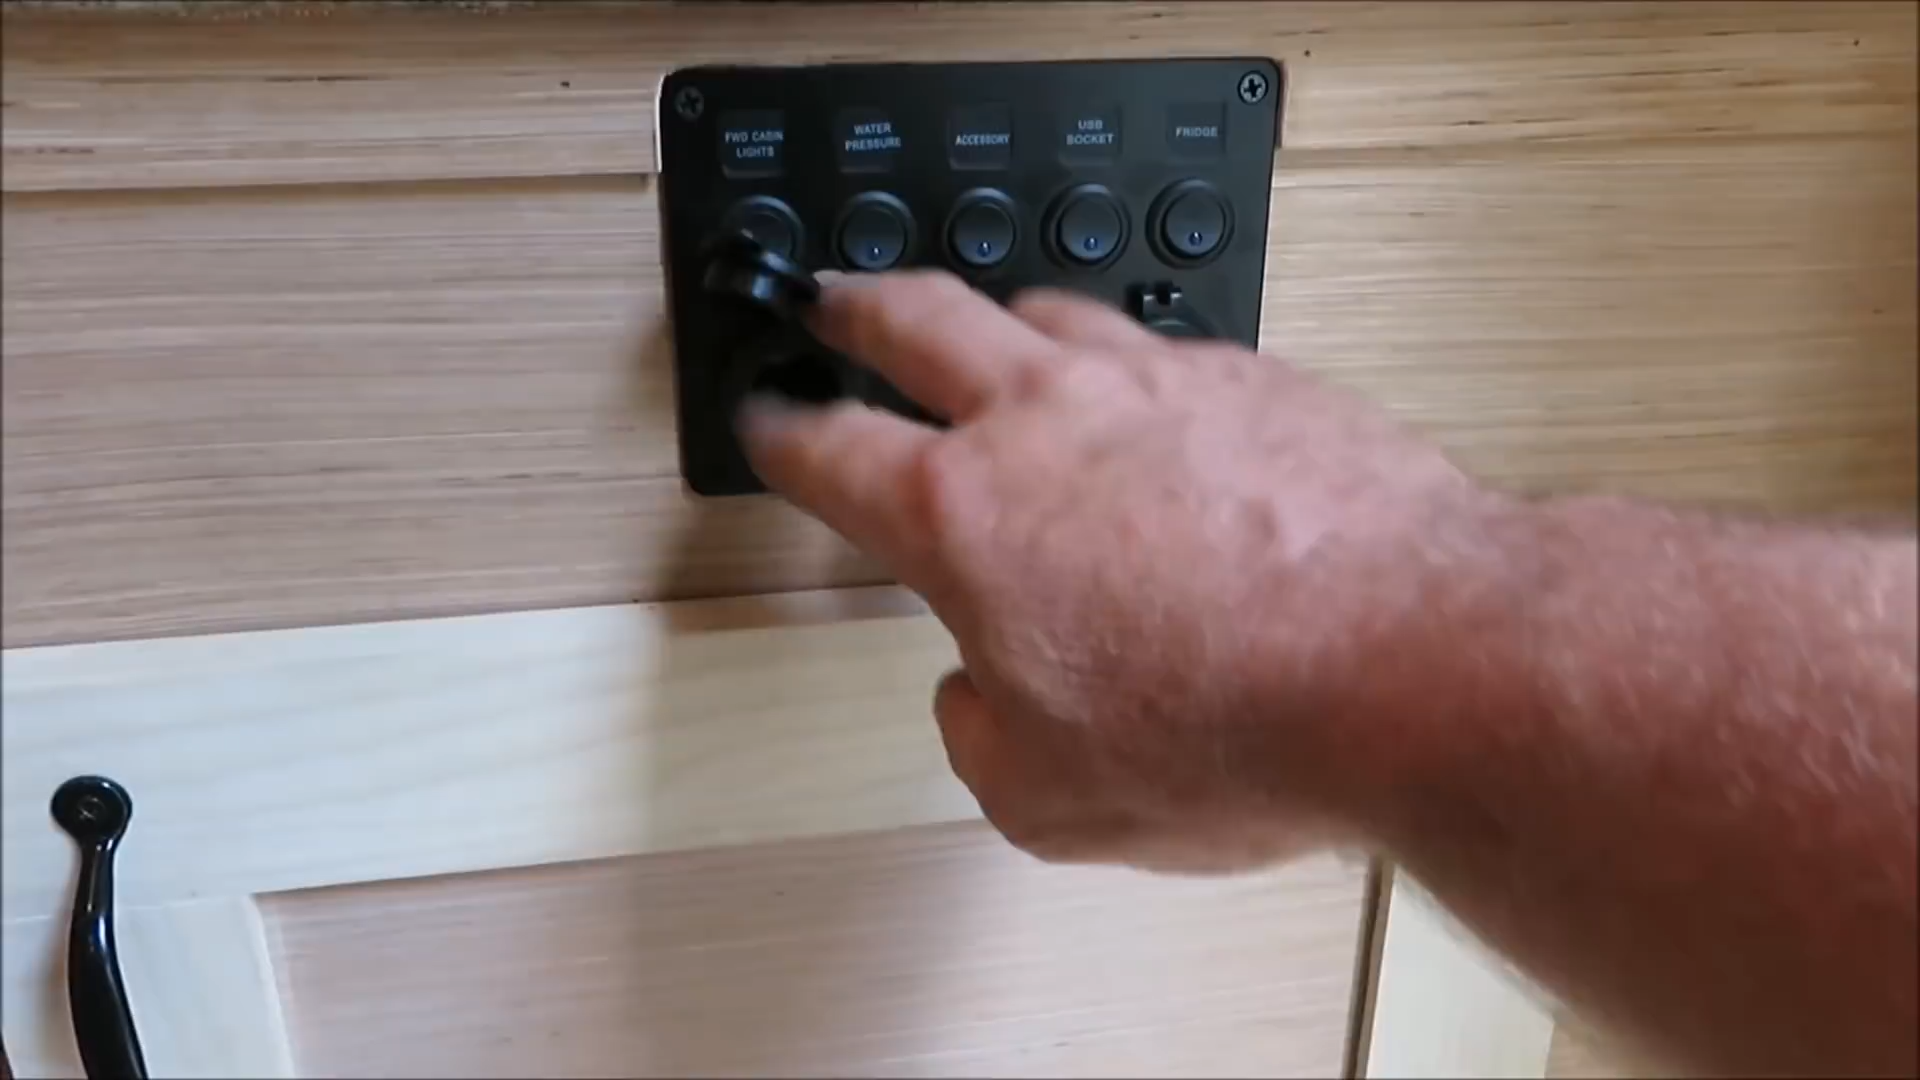 FWD CABIN
LIGHTS
WATER
PRESSURE
ACCESSORY
USB
SOCKET
FRIDGE